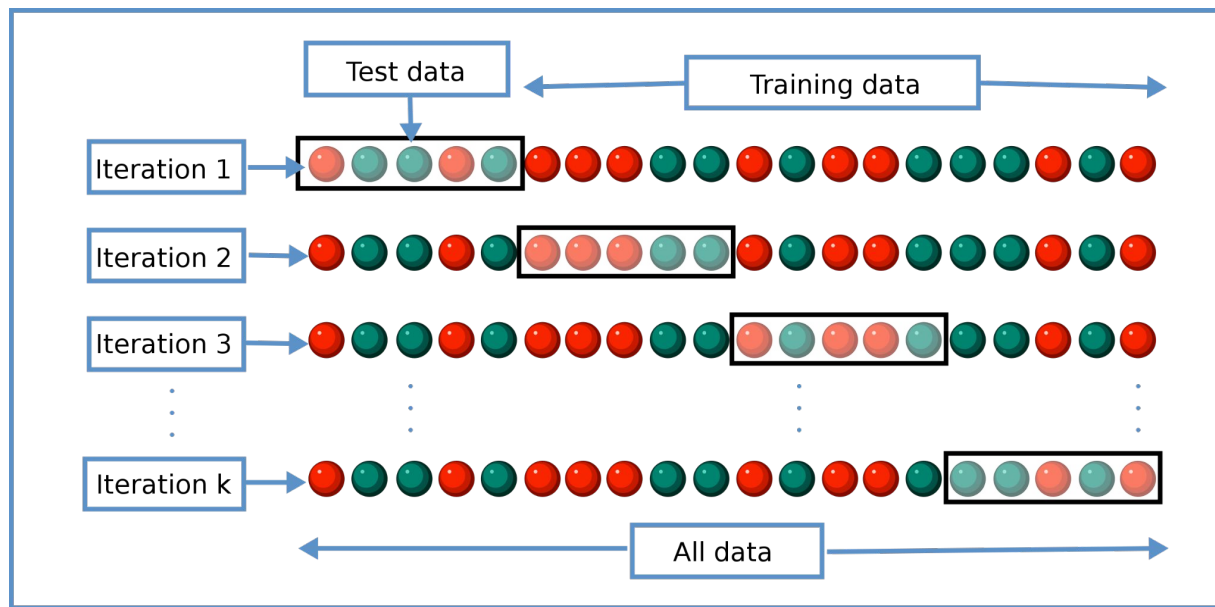 Test data
Training data
Iteration 1
Iteration 2
Iteration 3
Iteration k
All data